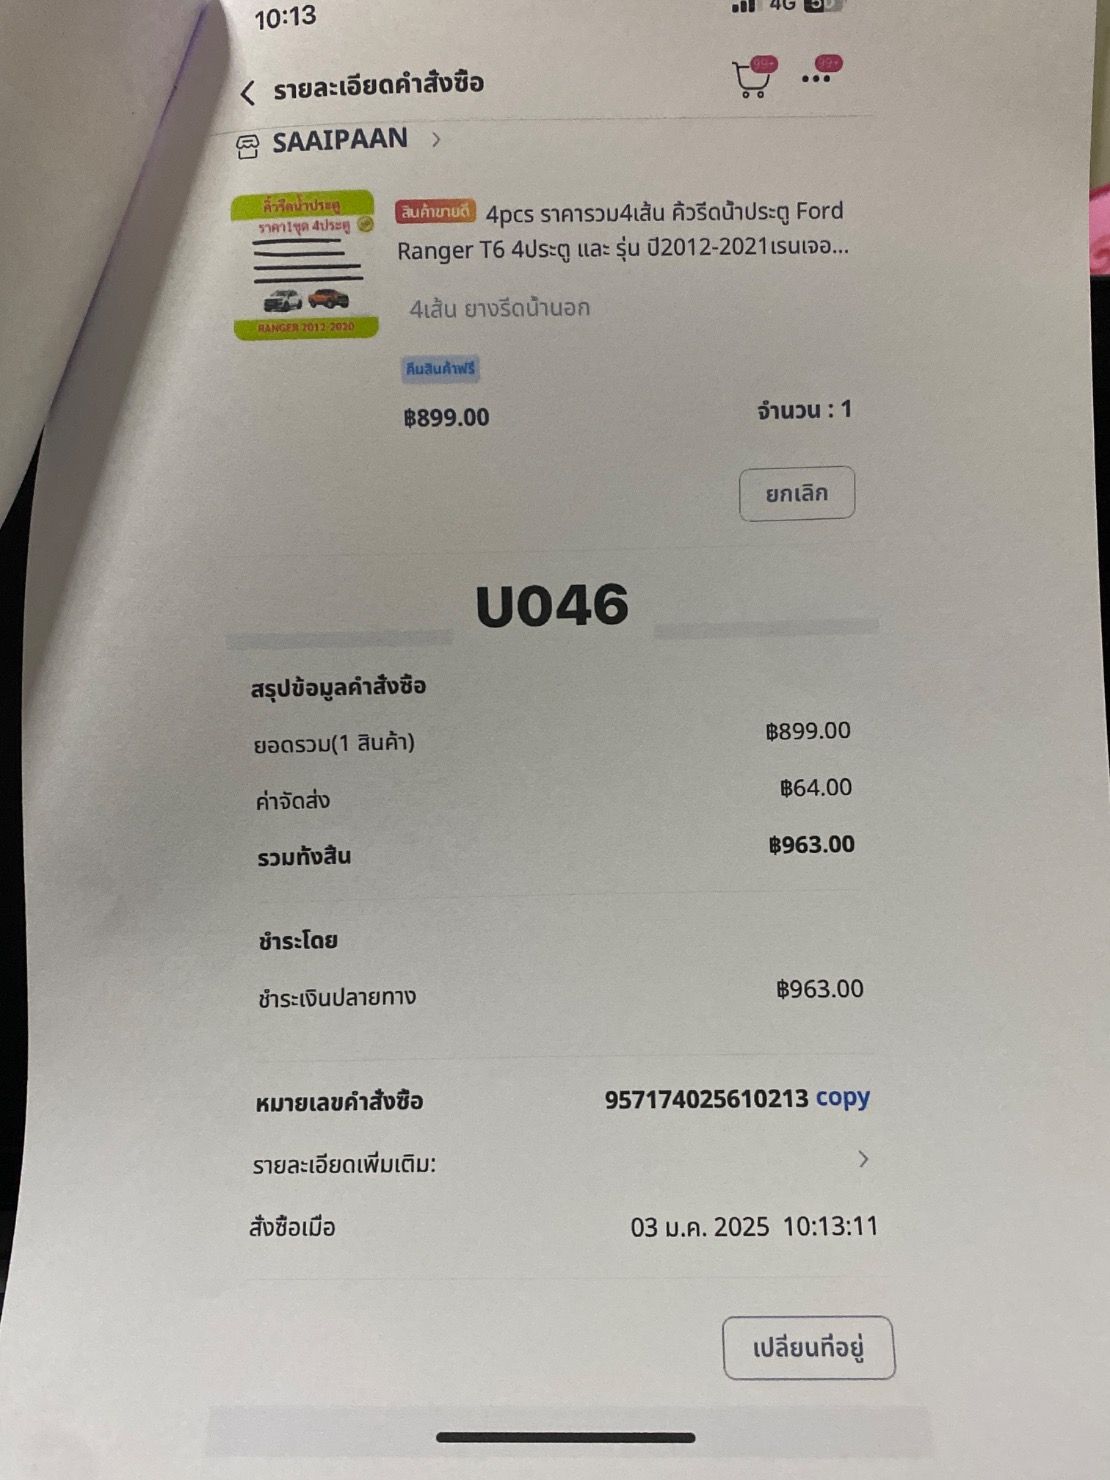 10:13
4G 50
รายละเอียดคำสั่งซื้อ
99+
99+
SAAIPAAN
คิ้วรีดน้ำประตู
ราคา1ชุด 4ประตู
RANGER 2012-2020
สินค้าขายดี 4pcs ราคารวม4เส้น คิ้วรีดน้ำประตู Ford
Ranger T6 4ประตู และ รุ่น ปี2012-2021เรนเจอ...
4เส้น ยางรีดน้ำนอก
คืนสินค้าฟรี
฿899.00
จำนวน : 1
ยกเลิก
U046
สรุปข้อมูลคำสั่งซื้อ
ยอดรวม(1 สินค้า) ฿899.00
ค่าจัดส่ง ฿64.00
รวมทั้งสิ้น ฿963.00
ชำระโดย
ชำระเงินปลายทาง ฿963.00
หมายเลขคำสั่งซื้อ 957174025610213 copy
รายละเอียดเพิ่มเติม:
สั่งซื้อเมื่อ 03 ม.ค. 2025 10:13:11
เปลี่ยนที่อยู่